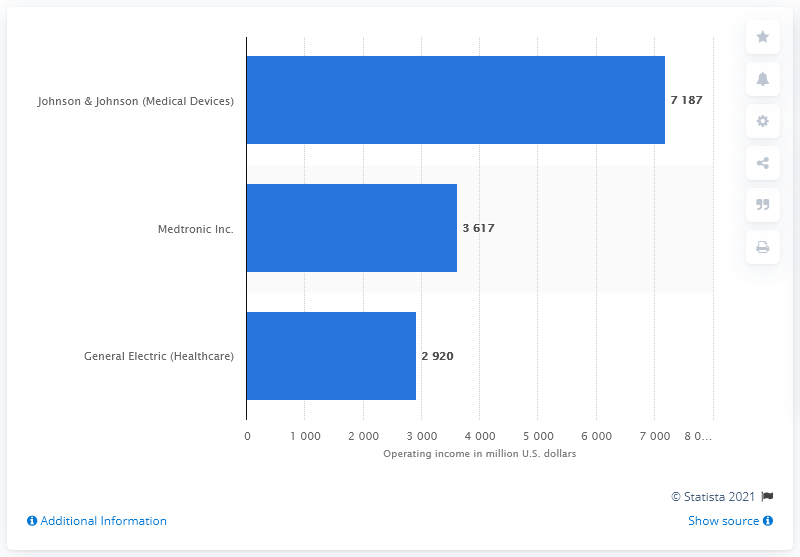 Johnson & Johnson (Medical Devices)
7 187
Medtronic Inc.
3 617
General Electric (Healthcare)
2 920
0 1 000 2 000 3 000 4 000 5 000 6 000 7 000 8 0...
Operating income in million U.S. dollars
© Statista 2021
Additional Information
Show source